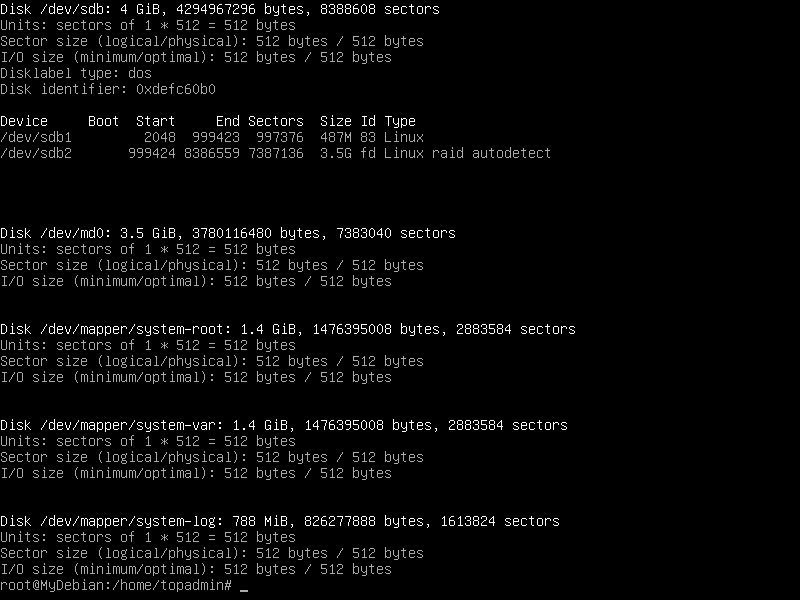 Disk /dev/sdb: 4 GiB, 4294967296 bytes, 8388608 sectors
Units: sectors of 1 * 512 = 512 bytes
Sector size (logical/physical): 512 bytes / 512 bytes
I/O size (minimum/optimal): 512 bytes / 512 bytes
Disklabel type: dos
Disk identifier: 0xdefc60b0
Device     Boot  Start     End Sectors  Size Id Type
/dev/sdb1         2048  999423  997376  487M 83 Linux
/dev/sdb2       999424 8386559 7387136  3.5G fd Linux raid autodetect
Disk /dev/md0: 3.5 GiB, 3780116480 bytes, 7383040 sectors
Units: sectors of 1 * 512 = 512 bytes
Sector size (logical/physical): 512 bytes / 512 bytes
I/O size (minimum/optimal): 512 bytes / 512 bytes
Disk /dev/mapper/system-root: 1.4 GiB, 1476395008 bytes, 2883584 sectors
Units: sectors of 1 * 512 = 512 bytes
Sector size (logical/physical): 512 bytes / 512 bytes
I/O size (minimum/optimal): 512 bytes / 512 bytes
Disk /dev/mapper/system-var: 1.4 GiB, 1476395008 bytes, 2883584 sectors
Units: sectors of 1 * 512 = 512 bytes
Sector size (logical/physical): 512 bytes / 512 bytes
I/O size (minimum/optimal): 512 bytes / 512 bytes
Disk /dev/mapper/system-log: 788 MiB, 826277888 bytes, 1613824 sectors
Units: sectors of 1 * 512 = 512 bytes
Sector size (logical/physical): 512 bytes / 512 bytes
I/O size (minimum/optimal): 512 bytes / 512 bytes
root@MyDebian:/home/topadmin# _